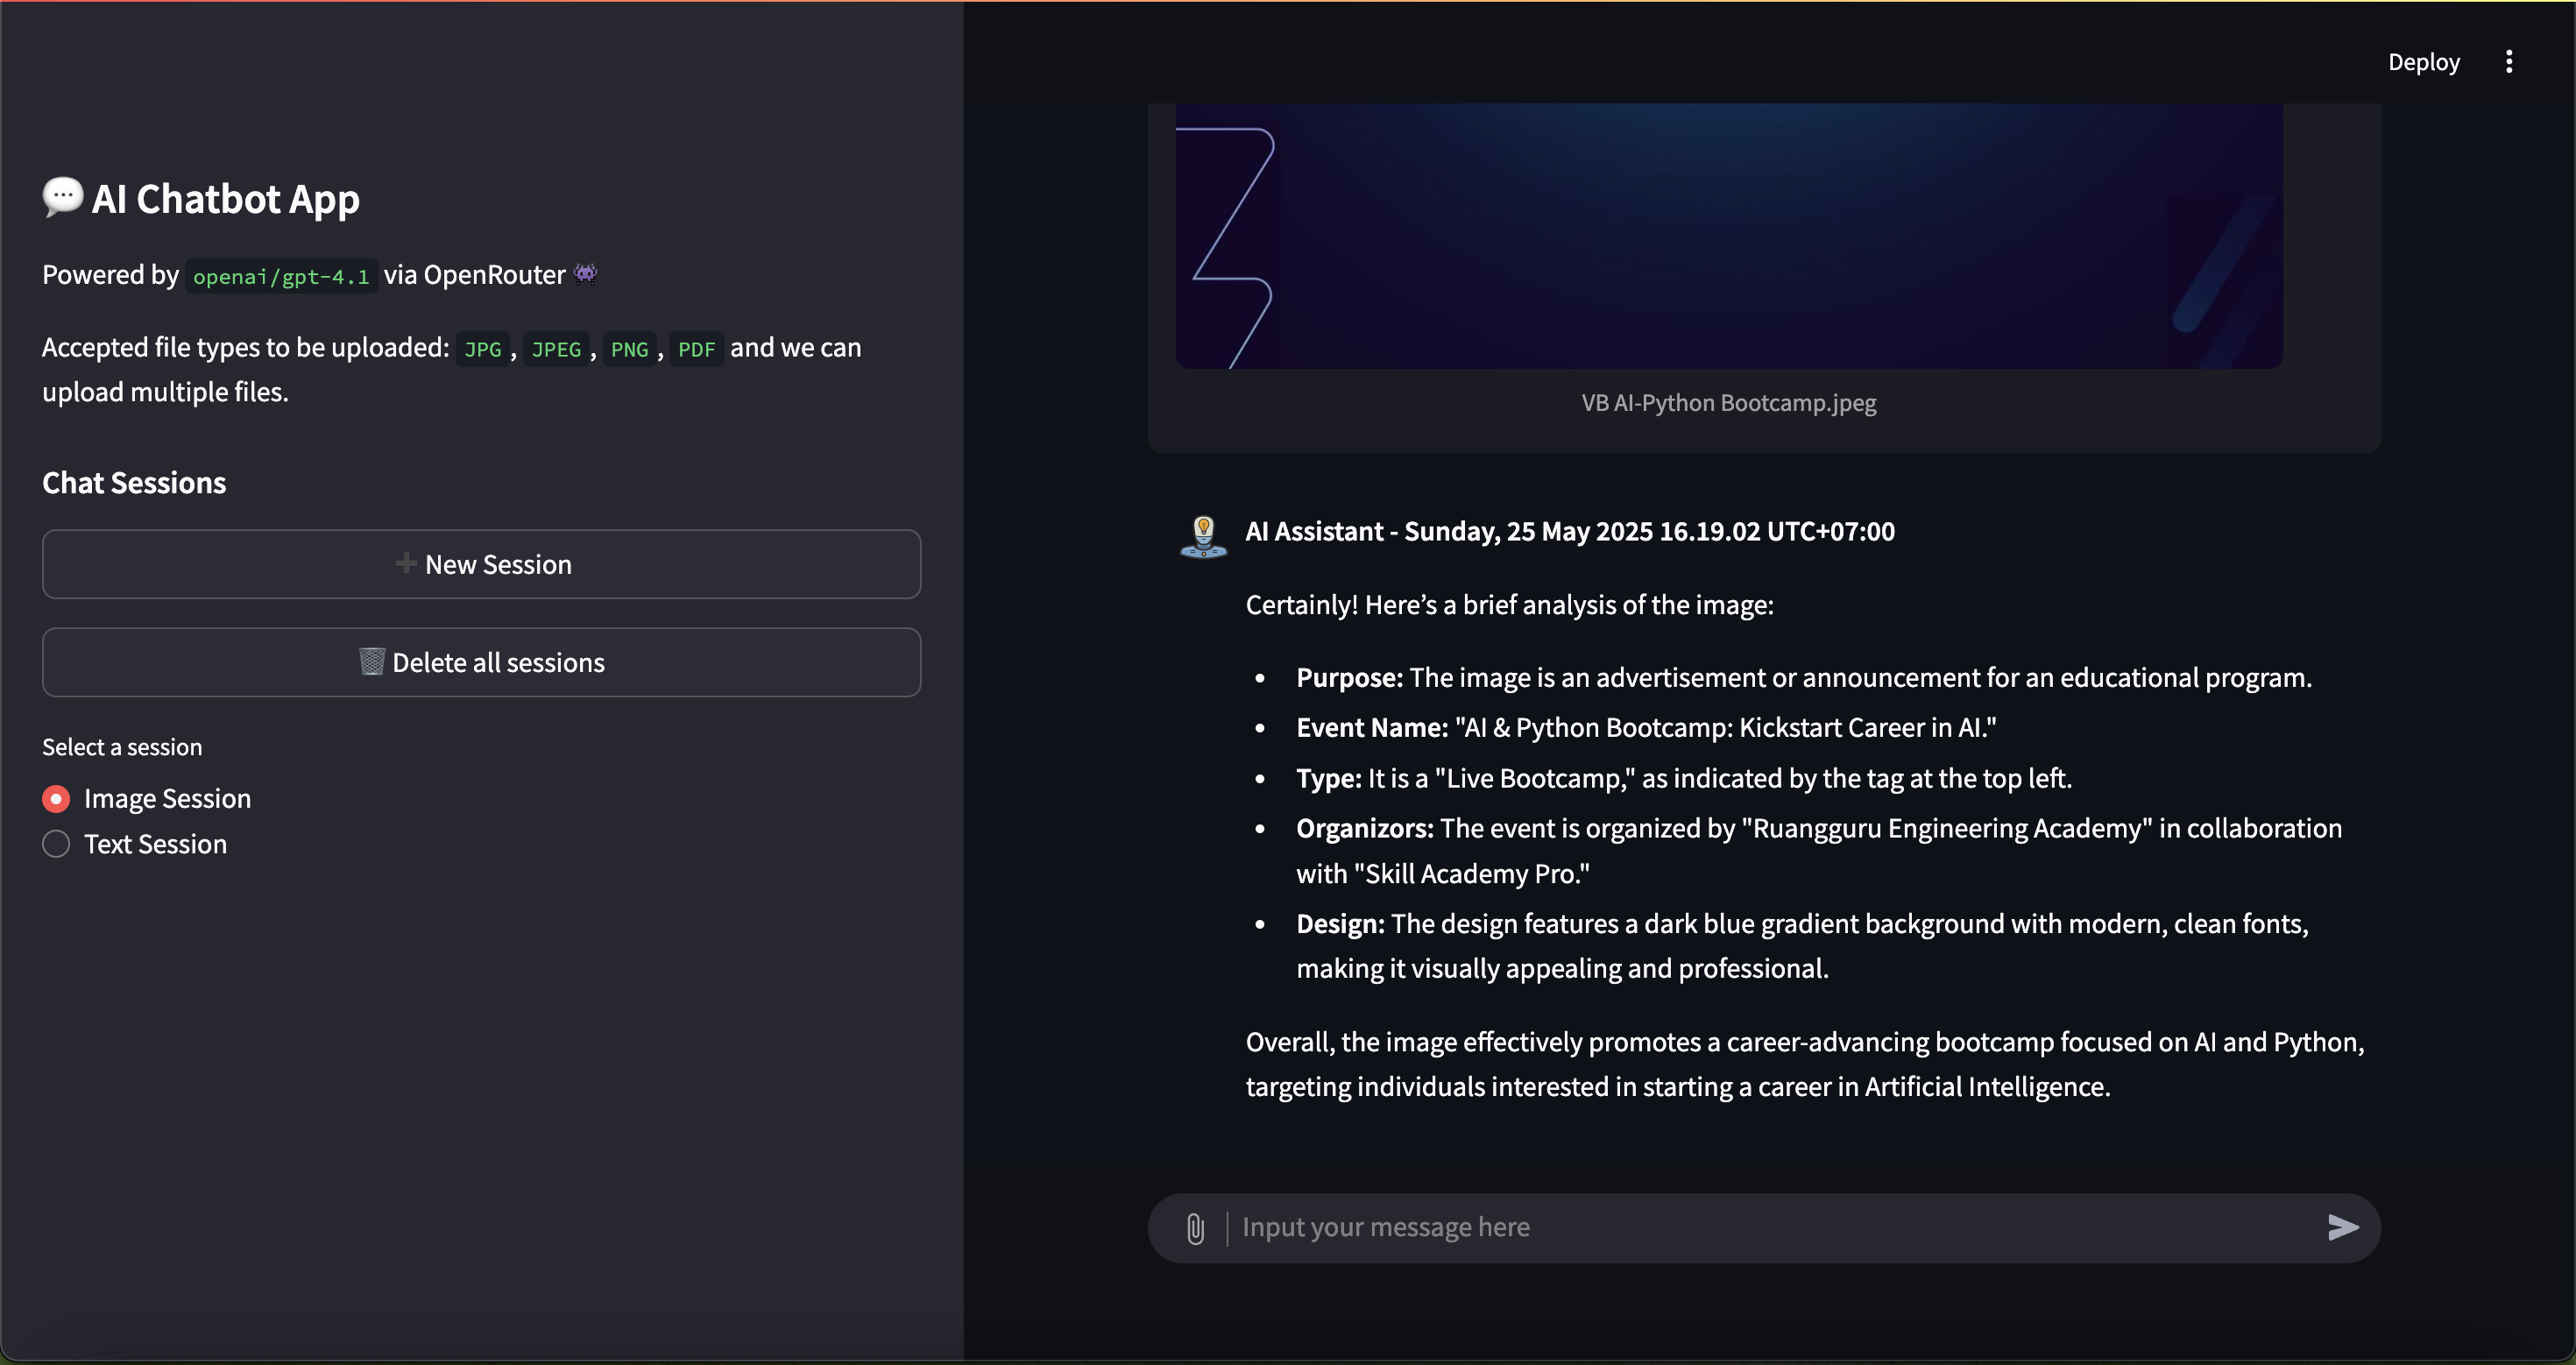 Deploy
💬 AI Chatbot App
Powered by openai/gpt-4.1 via OpenRouter 👾
Accepted file types to be uploaded: JPG, JPEG, PNG, PDF and we can
upload multiple files.
Chat Sessions
➕ New Session
🗑️ Delete all sessions
Select a session
Image Session
Text Session
VB AI-Python Bootcamp.jpeg
AI Assistant - Sunday, 25 May 2025 16.19.02 UTC+07:00
Certainly! Here’s a brief analysis of the image:
• Purpose: The image is an advertisement or announcement for an educational program.
• Event Name: "AI & Python Bootcamp: Kickstart Career in AI."
• Type: It is a "Live Bootcamp," as indicated by the tag at the top left.
• Organizors: The event is organized by "Ruangguru Engineering Academy" in collaboration
with "Skill Academy Pro."
• Design: The design features a dark blue gradient background with modern, clean fonts,
making it visually appealing and professional.
Overall, the image effectively promotes a career-advancing bootcamp focused on AI and Python,
targeting individuals interested in starting a career in Artificial Intelligence.
Input your message here